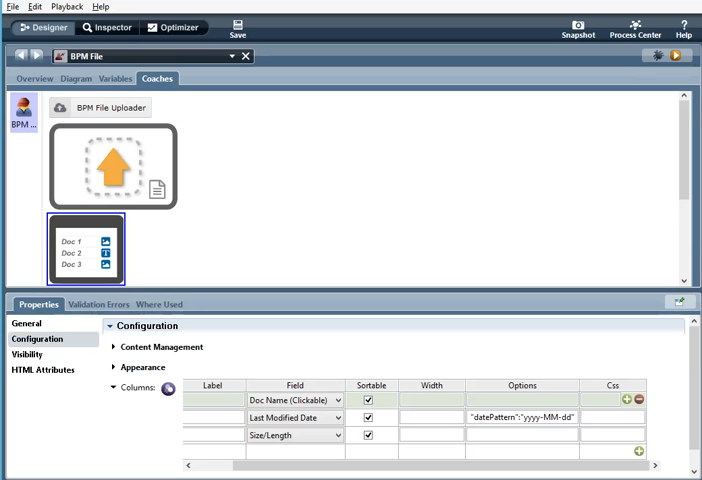 File Edit Playback Help
Designer Inspector Optimizer Save Snapshot Process Center Help
BPM File
Overview Diagram Variables Coaches
BPM ...
BPM File Uploader
Doc 1
Doc 2 T
Doc 3
Properties Validation Errors Where Used
General
Configuration
Visibility
HTML Attributes
Configuration
Content Management
Appearance
Columns:
Label Field Sortable Width Options Css
Doc Name (Clickable)
Last Modified Date "datePattern":"yyyy-MM-dd"
Size/Length